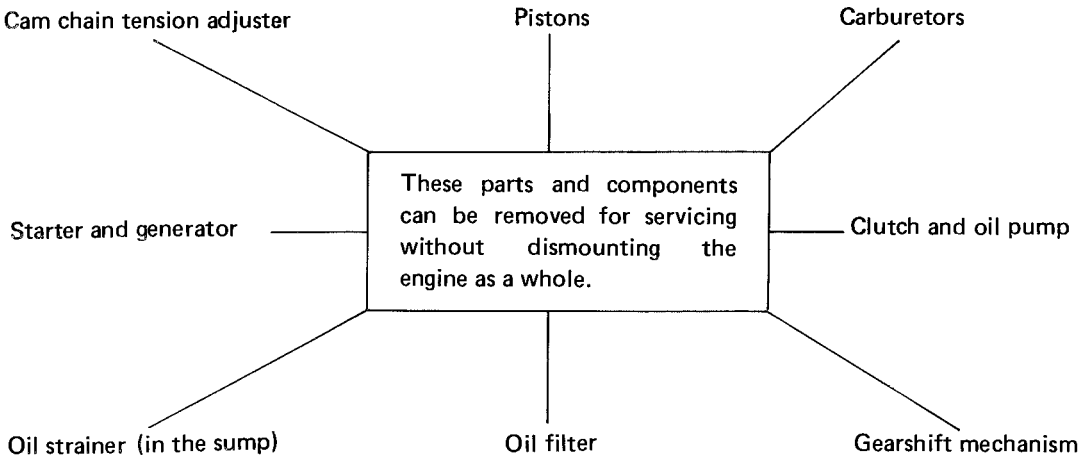 Cam chain tension adjuster
Pistons
Carburetors
These parts and components
can be removed for servicing
without dismounting the
engine as a whole.
Starter and generator
Clutch and oil pump
Oil strainer (in the sump)
Oil filter
Gearshift mechanism